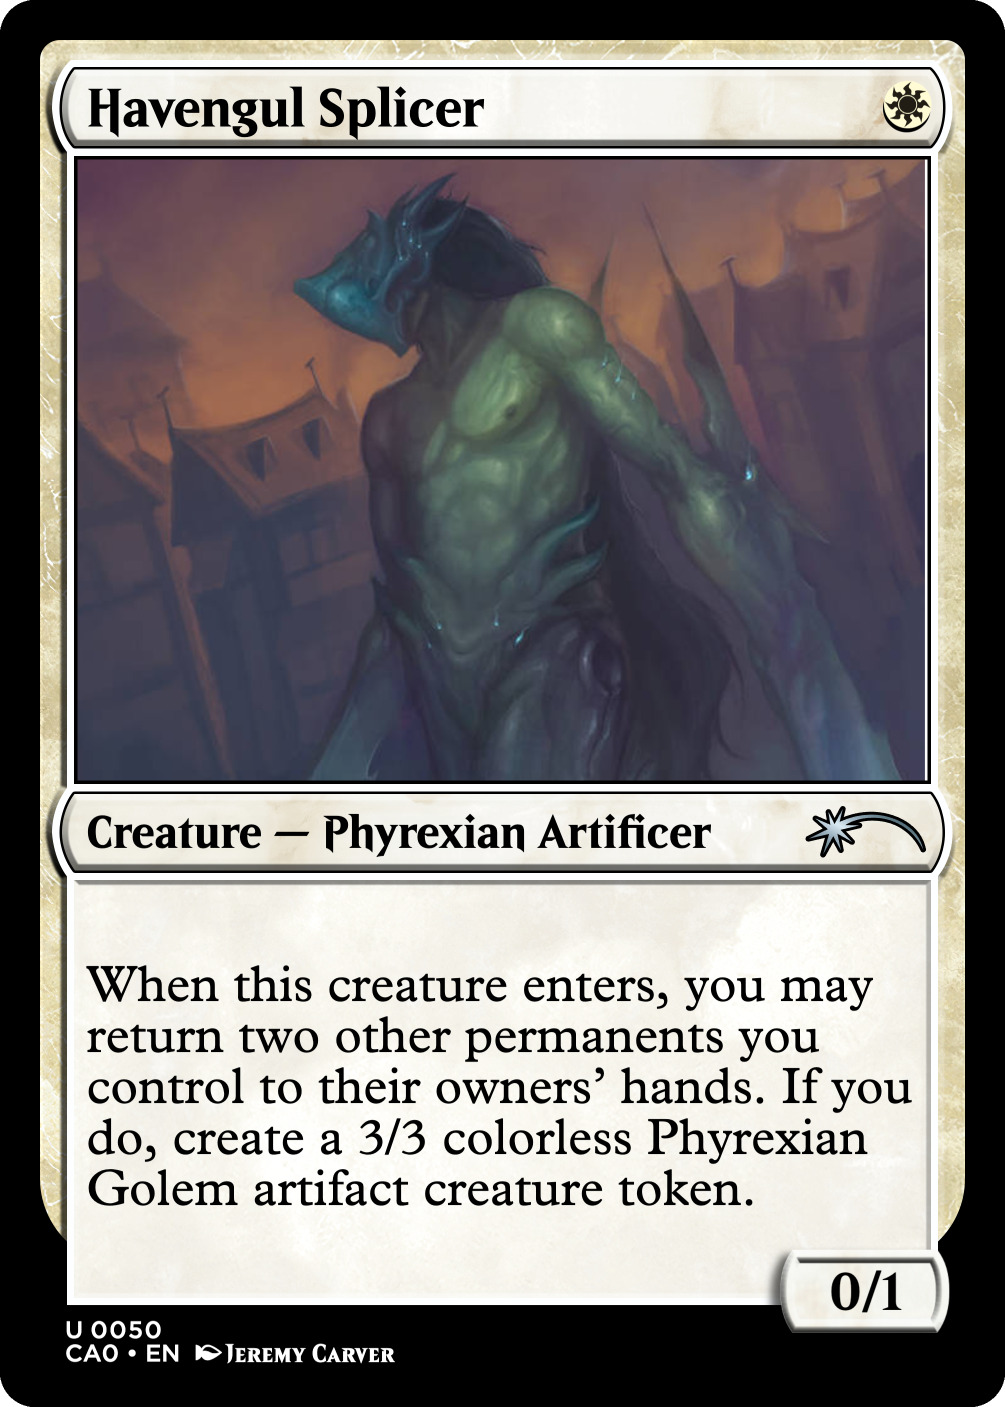 Havengul Splicer
Creature — Phyrexian Artificer
When this creature enters, you may
return two other permanents you
control to their owners’ hands. If you
do, create a 3/3 colorless Phyrexian
Golem artifact creature token.
0/1
U 0050
CAO • EN Jeremy Carver